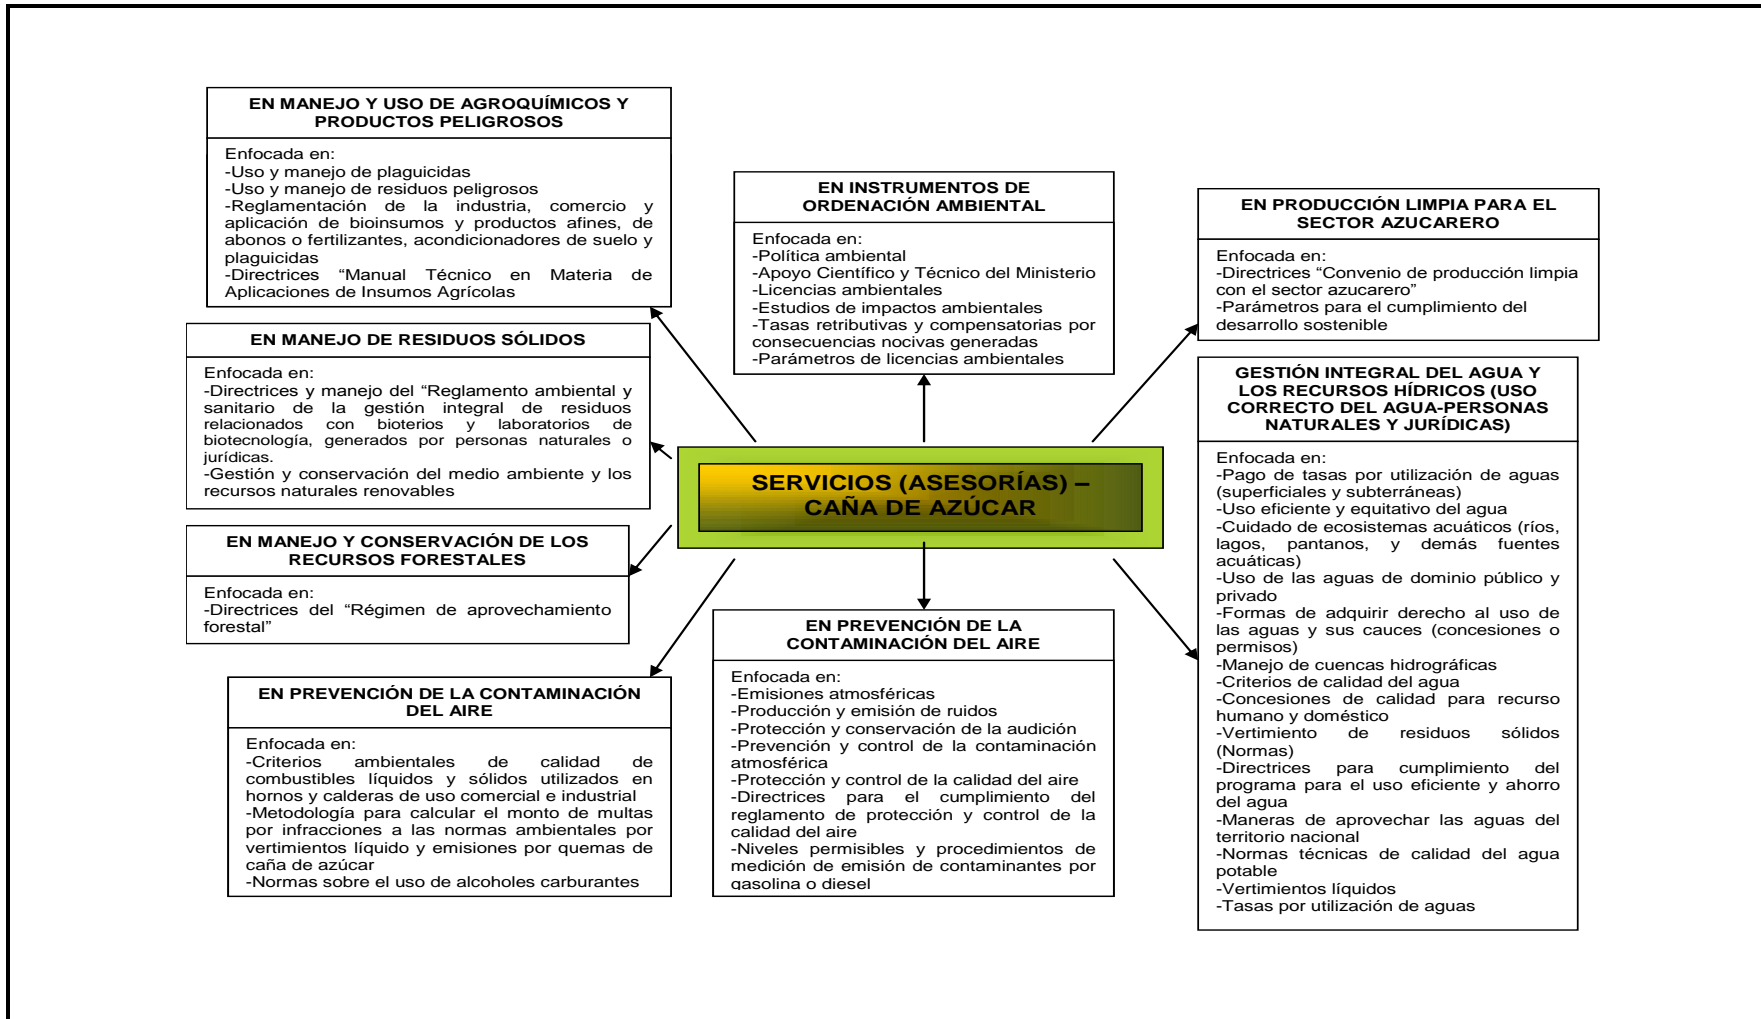 EN MANEJO Y USO DE AGROQUÍMICOS Y
PRODUCTOS PELIGROSOS
Enfocada en:
-Uso y manejo de plaguicidas
-Uso y manejo de residuos peligrosos
-Reglamentación de la industria, comercio y
aplicación de bioinsumos y productos afines, de
abonos o fertilizantes, acondicionadores de suelo y
plaguicidas
-Directrices “Manual Técnico en Materia de
Aplicaciones de Insumos Agrícolas
EN MANEJO DE RESIDUOS SÓLIDOS
Enfocada en:
-Directrices y manejo del “Reglamento ambiental y
sanitario de la gestión integral de residuos
relacionados con bioterios y laboratorios de
biotecnología, generados por personas naturales o
jurídicas.
-Gestión y conservación del medio ambiente y los
recursos naturales renovables
EN MANEJO Y CONSERVACIÓN DE LOS
RECURSOS FORESTALES
Enfocada en:
-Directrices del “Régimen de aprovechamiento
forestal”
EN PREVENCIÓN DE LA CONTAMINACIÓN
DEL AIRE
Enfocada en:
-Criterios ambientales de calidad de
combustibles líquidos y sólidos utilizados en
hornos y calderas de uso comercial e industrial
-Metodología para calcular el monto de multas
por infracciones a las normas ambientales por
vertimientos líquido y emisiones por quemas de
caña de azúcar
-Normas sobre el uso de alcoholes carburantes
EN INSTRUMENTOS DE
ORDENACIÓN AMBIENTAL
Enfocada en:
-Política ambiental
-Apoyo Científico y Técnico del Ministerio
-Licencias ambientales
-Estudios de impactos ambientales
-Tasas retributivas y compensatorias por
consecuencias nocivas generadas
-Parámetros de licencias ambientales
SERVICIOS (ASESORÍAS) –
CAÑA DE AZÚCAR
EN PREVENCIÓN DE LA
CONTAMINACIÓN DEL AIRE
Enfocada en:
-Emisiones atmosféricas
-Producción y emisión de ruidos
-Protección y conservación de la audición
-Prevención y control de la contaminación
atmosférica
-Protección y control de la calidad del aire
-Directrices para el cumplimiento del
reglamento de protección y control de la
calidad del aire
-Niveles permisibles y procedimientos de
medición de emisión de contaminantes por
gasolina o diesel
EN PRODUCCIÓN LIMPIA PARA EL
SECTOR AZUCARERO
Enfocada en:
-Directrices “Convenio de producción limpia
con el sector azucarero”
-Parámetros para el cumplimiento del
desarrollo sostenible
GESTIÓN INTEGRAL DEL AGUA Y
LOS RECURSOS HÍDRICOS (USO
CORRECTO DEL AGUA-PERSONAS
NATURALES Y JURÍDICAS)
Enfocada en:
-Pago de tasas por utilización de aguas
(superficiales y subterráneas)
-Uso eficiente y equitativo del agua
-Cuidado de ecosistemas acuáticos (ríos,
lagos, pantanos, y demás fuentes
acuáticas)
-Uso de las aguas de dominio público y
privado
-Formas de adquirir derecho al uso de
las aguas y sus cauces (concesiones o
permisos)
-Manejo de cuencas hidrográficas
-Criterios de calidad del agua
-Concesiones de calidad para recurso
humano y doméstico
-Vertimiento de residuos sólidos
(Normas)
-Directrices para cumplimiento del
programa para el uso eficiente y ahorro
del agua
-Maneras de aprovechar las aguas del
territorio nacional
-Normas técnicas de calidad del agua
potable
-Vertimientos líquidos
-Tasas por utilización de aguas